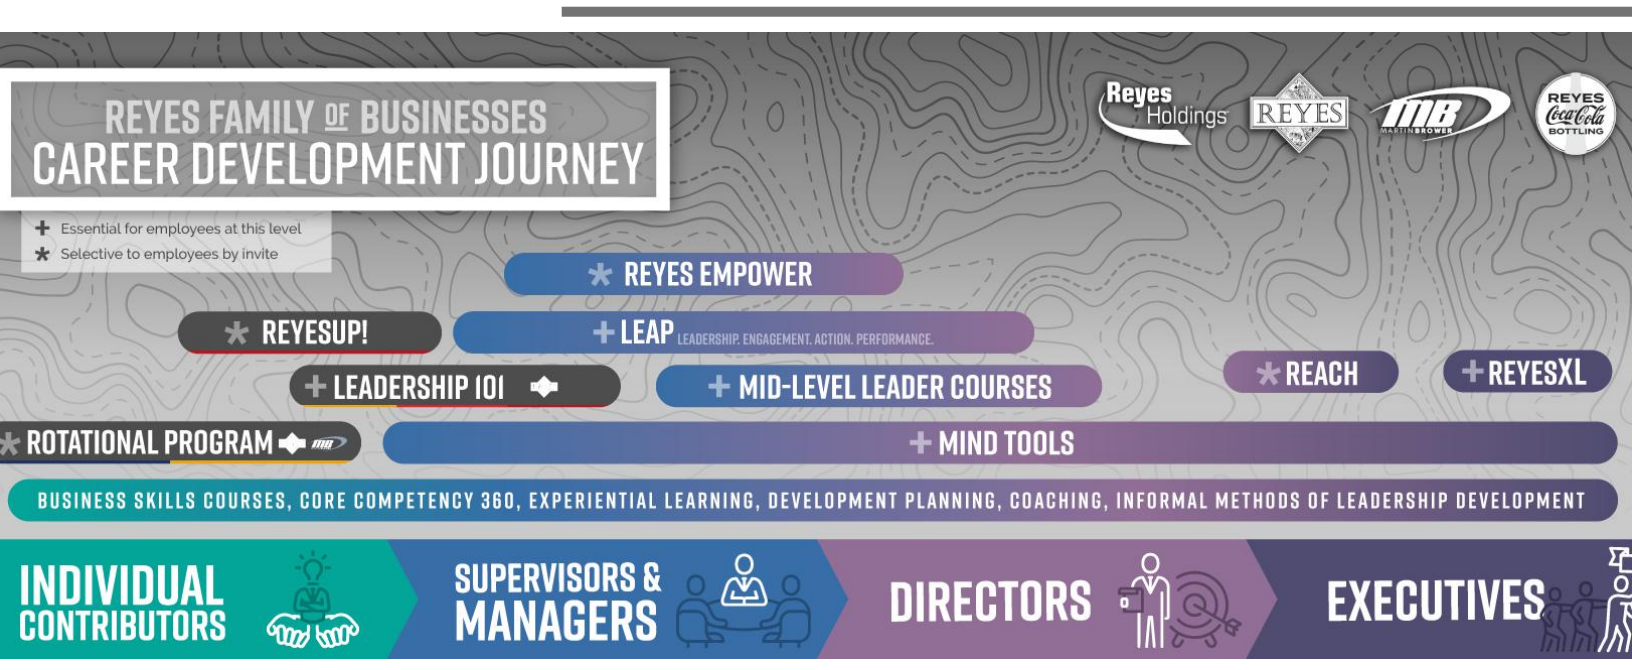 REYES FAMILY OF BUSINESSES
CAREER DEVELOPMENT JOURNEY
Reyes
Holdings
REYES
MB
MARTINBROWER
REYES
Coca-Cola
BOTTLING
+ Essential for employees at this level
* Selective to employees by invite
* REYES EMPOWER
* REYESUP!
+ LEAP LEADERSHIP. ENGAGEMENT. ACTION. PERFORMANCE.
+ LEADERSHIP 101
+ MID-LEVEL LEADER COURSES
* REACH
+ REYESXL
* ROTATIONAL PROGRAM MB
+ MIND TOOLS
BUSINESS SKILLS COURSES, CORE COMPETENCY 360, EXPERIENTIAL LEARNING, DEVELOPMENT PLANNING, COACHING, INFORMAL METHODS OF LEADERSHIP DEVELOPMENT
INDIVIDUAL
CONTRIBUTORS
SUPERVISORS &
MANAGERS
DIRECTORS
EXECUTIVES